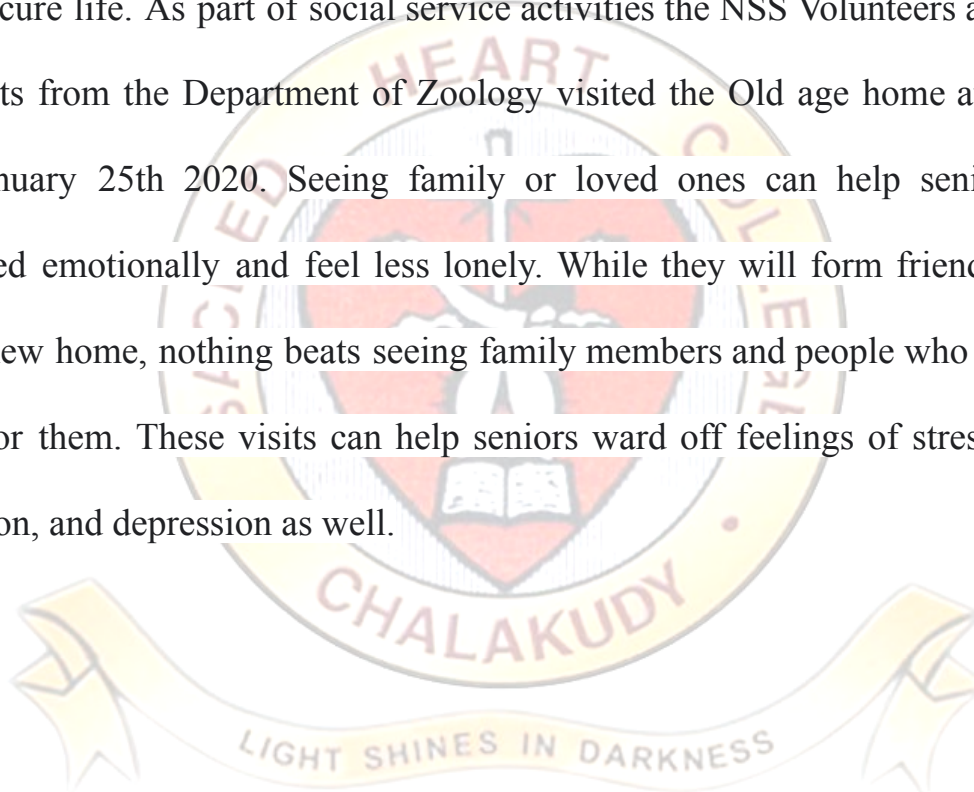 cure life. As part of social service activities the NSS Volunteers a
ts from the Department of Zoology visited the Old age home a
nuary 25th 2020. Seeing family or loved ones can help seni
ed emotionally and feel less lonely. While they will form friend
ew home, nothing beats seeing family members and people who
or them. These visits can help seniors ward off feelings of stres
on, and depression as well.
SACRED HEART COLLEGE
CHALAKUDY
LIGHT SHINES IN DARKNESS